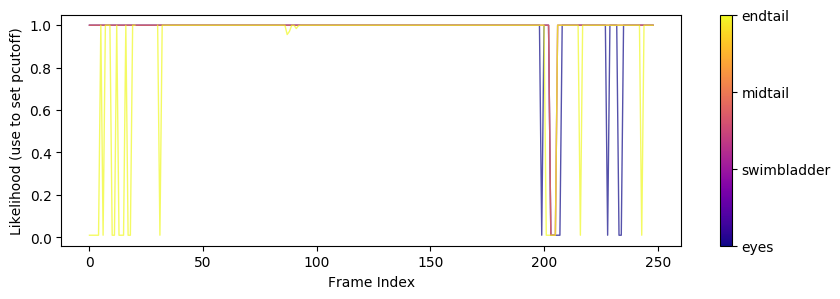 Likelihood (use to set pcutoff)
1.0
0.8
0.6
0.4
0.2
0.0
0
50
100
150
200
250
Frame Index
endtail
midtail
swimbladder
eyes